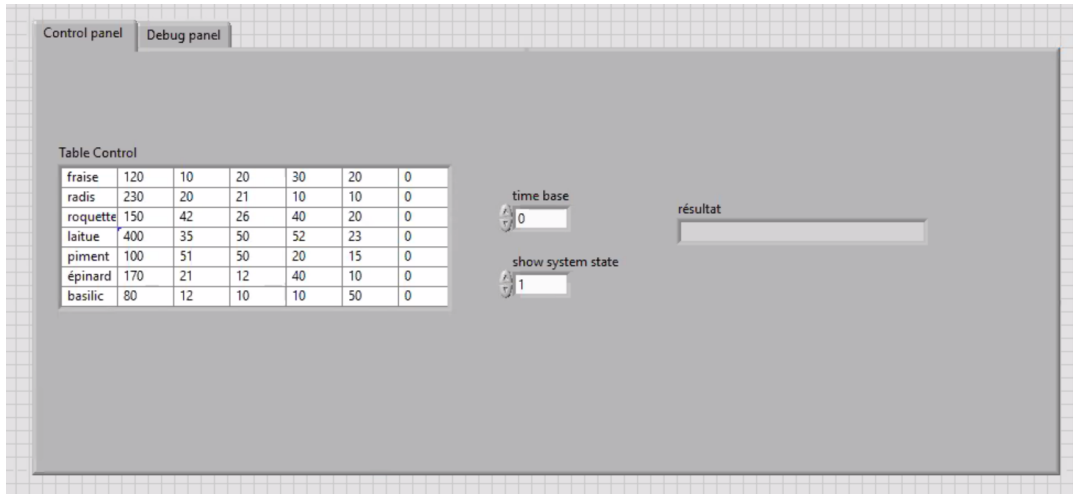 Control panel Debug panel
Table Control
fraise 120 10 20 30 20 0
radis 230 20 21 10 10 0
roquette 150 42 26 40 20 0
laitue 400 35 50 52 23 0
piment 100 51 50 20 15 0
épinard 170 21 12 40 10 0
basilic 80 12 10 10 50 0
time base
0
show system state
1
résultat